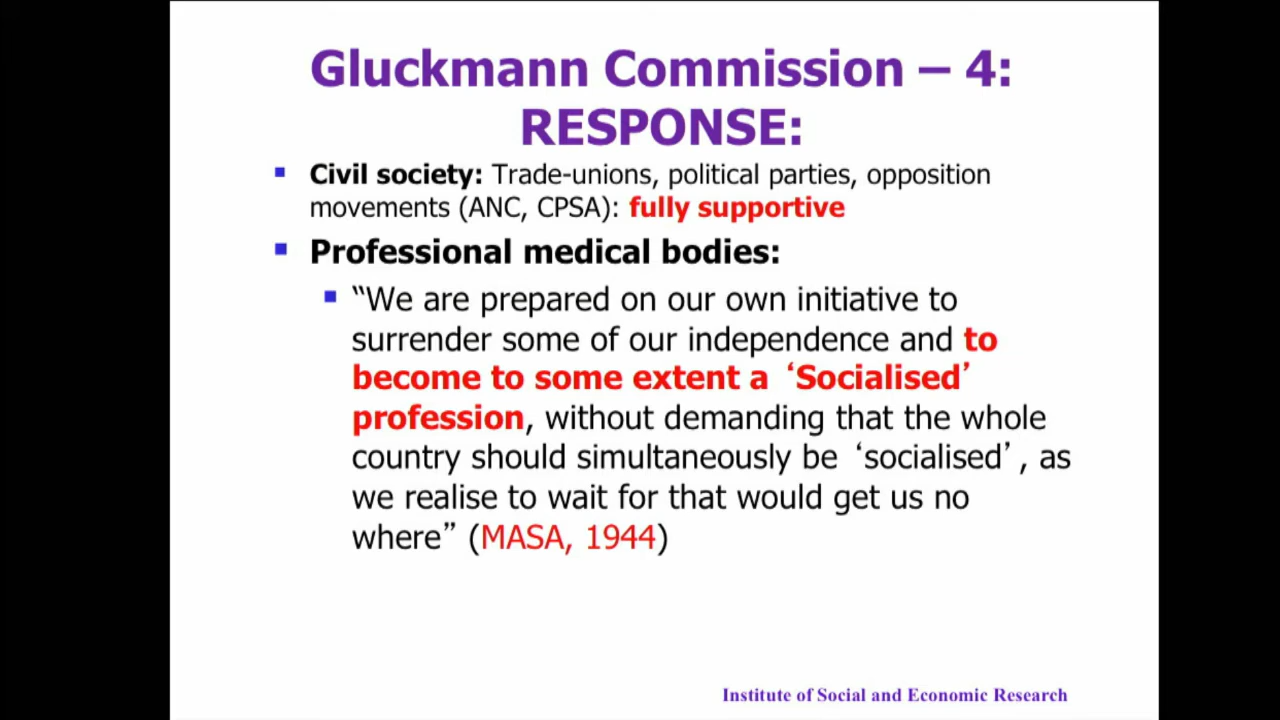 Gluckmann Commission – 4:
RESPONSE:
Civil society: Trade-unions, political parties, opposition
movements (ANC, CPSA): fully supportive
Professional medical bodies:
“We are prepared on our own initiative to
surrender some of our independence and to
become to some extent a ‘Socialised’
profession, without demanding that the whole
country should simultaneously be ‘socialised’, as
we realise to wait for that would get us no
where” (MASA, 1944)
Institute of Social and Economic Research